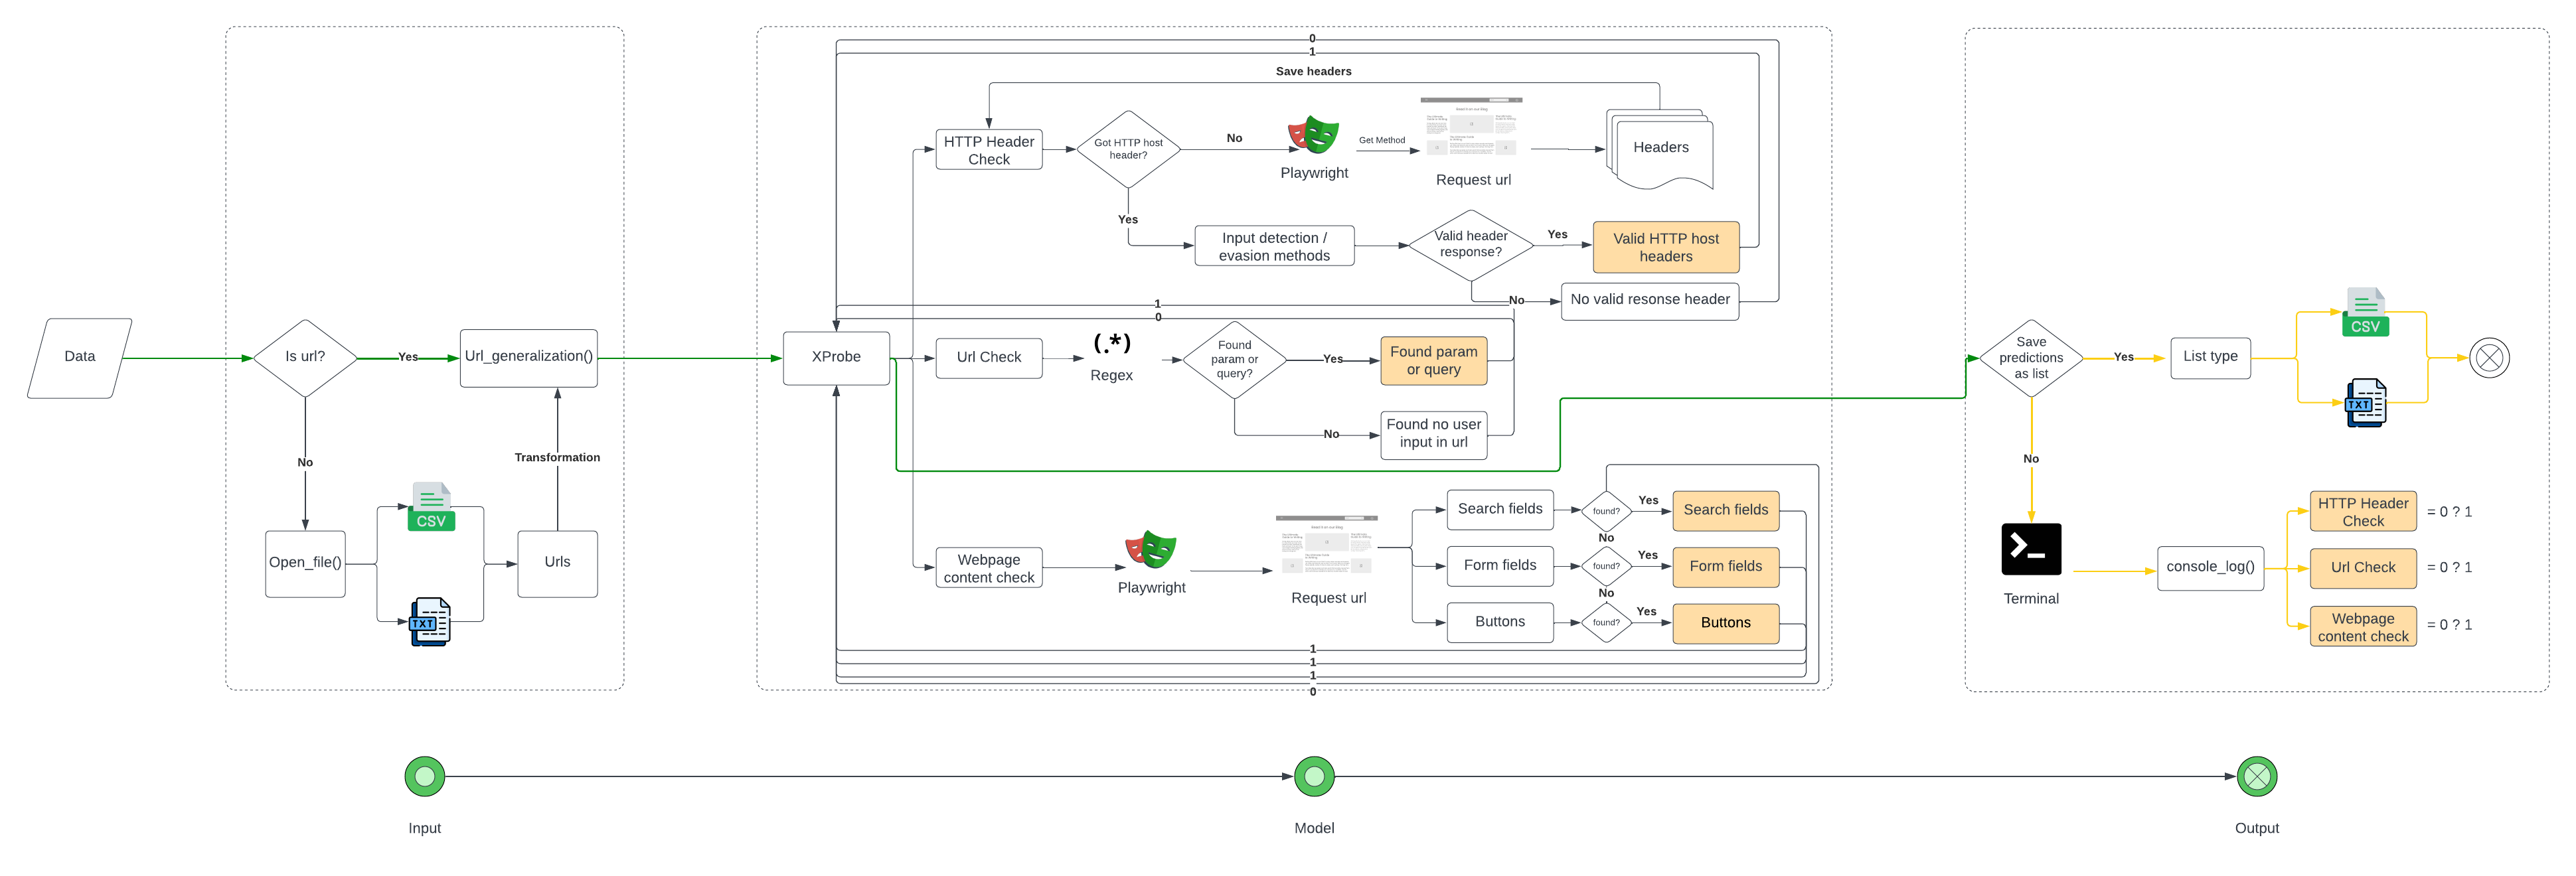 Data
Is url?
Yes
Url_generalization()
No
Transformation
Open_file()
CSV
TXT
Urls
0
1
Save headers
HTTP Header
Check
Got HTTP host
header?
No
Playwright
Get Method
Request url
Headers
Yes
Input detection /
evasion methods
Valid header
response?
Yes
Valid HTTP host
headers
No
No valid resonse header
1
0
XProbe
Url Check
(.*)
Regex
Found
param or
query?
Yes
Found param
or query
No
Found no user
input in url
Webpage
content check
Playwright
Request url
Search fields
found?
Yes
Search fields
No
Form fields
found?
Yes
Form fields
No
Buttons
found?
Yes
Buttons
1
1
1
0
Save
predictions
as list
Yes
List type
CSV
TXT
No
Terminal
console_log()
HTTP Header
Check
= 0 ? 1
Url Check
= 0 ? 1
Webpage
content check
= 0 ? 1
Input
Model
Output